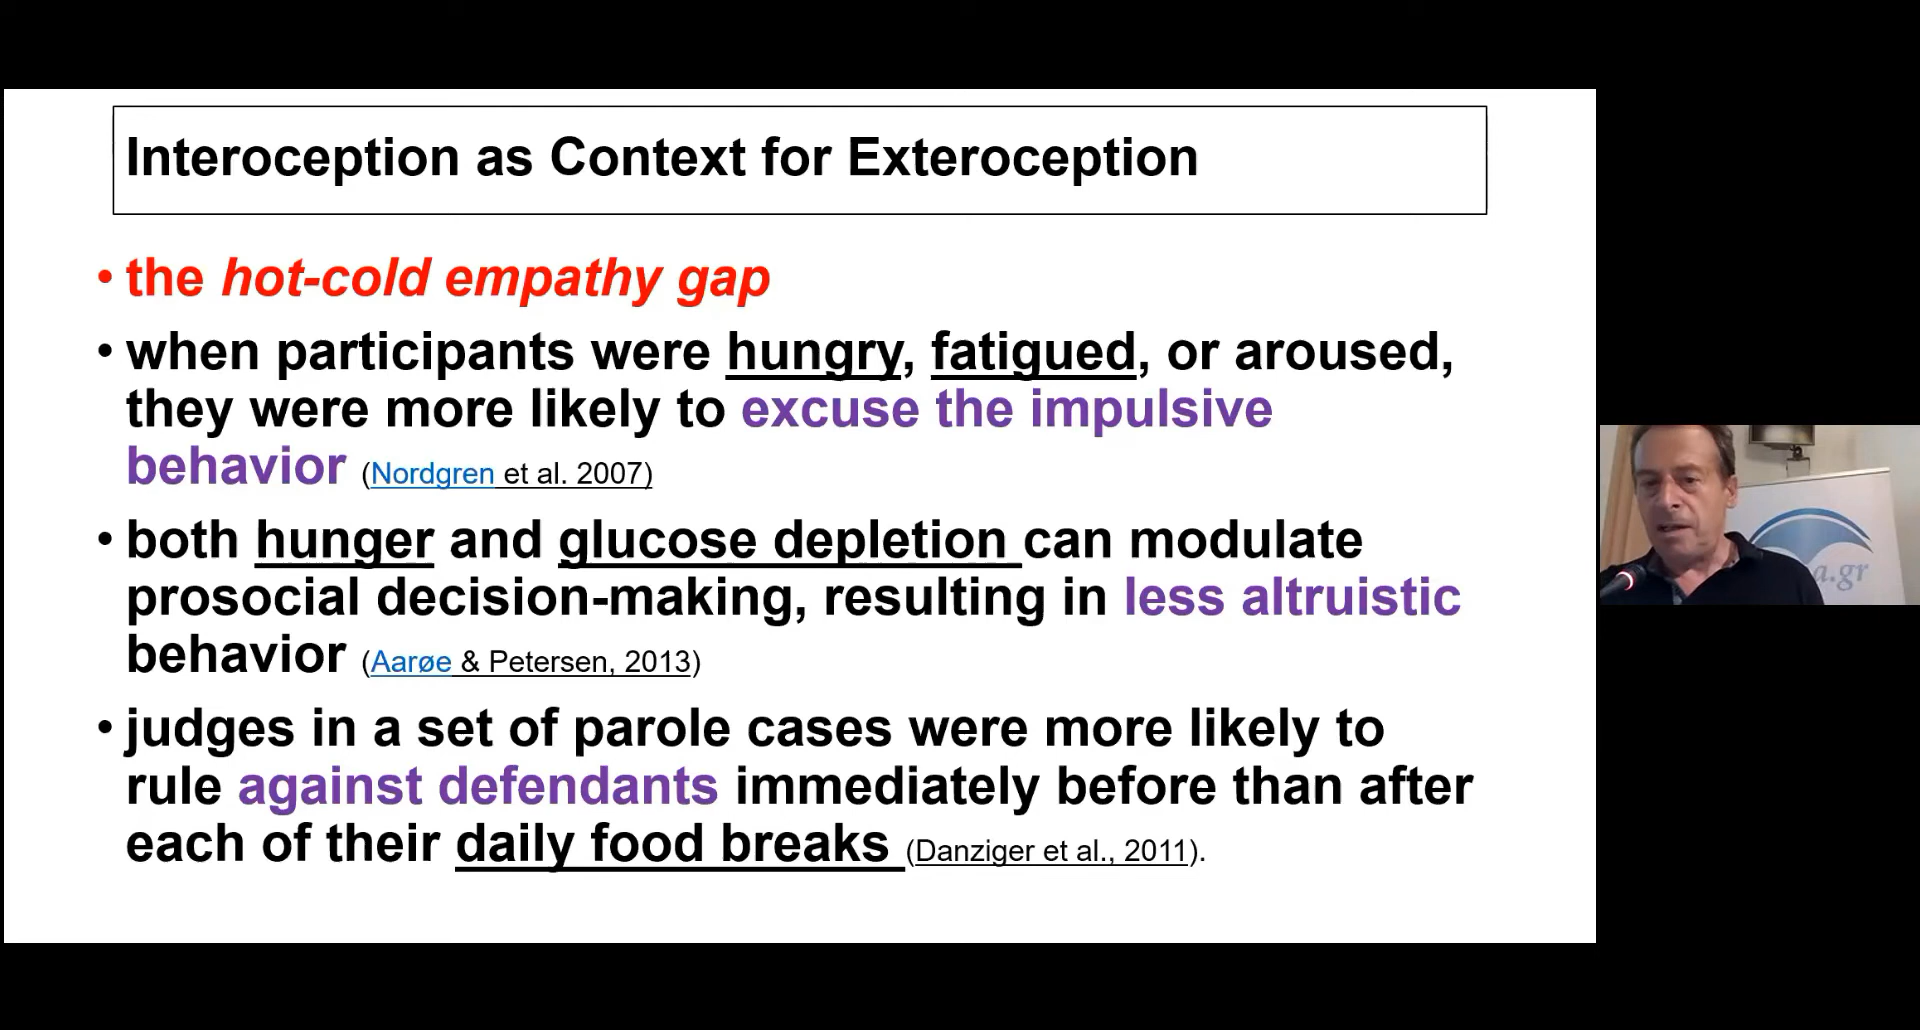 Interoception as Context for Exteroception
• the hot-cold empathy gap
• when participants were hungry, fatigued, or aroused,
they were more likely to excuse the impulsive
behavior (Nordgren et al. 2007)
• both hunger and glucose depletion can modulate
prosocial decision-making, resulting in less altruistic
behavior (Aarøe & Petersen, 2013)
• judges in a set of parole cases were more likely to
rule against defendants immediately before than after
each of their daily food breaks (Danziger et al., 2011).
a.gr